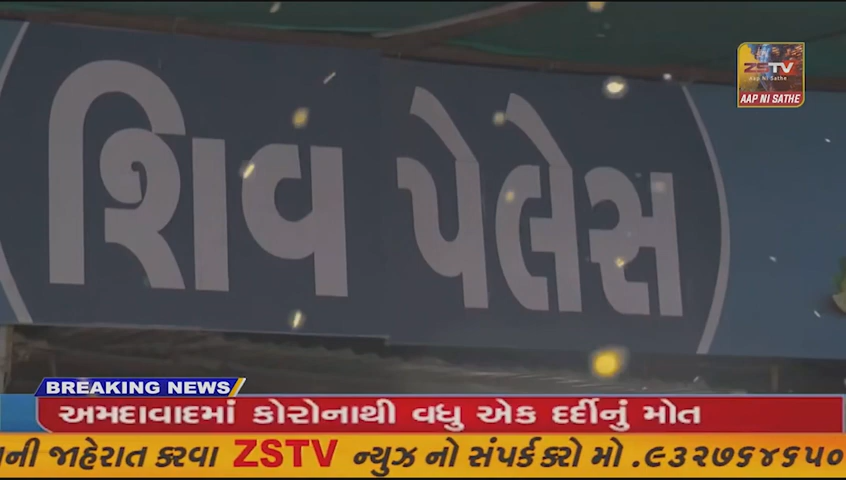 ZSTV
Aap Ni Sathe
AAP NI SATHE
શિવ પેલેસ
BREAKING NEWS
અમદાવાદમાં કોરોનાથી વધુ એક દર્દીનું મોત
ની જાહેરાત કરવા ZSTV ન્યુઝ નો સંપર્ક કરો મો .૯૩૨૭૬૪૬૫૦